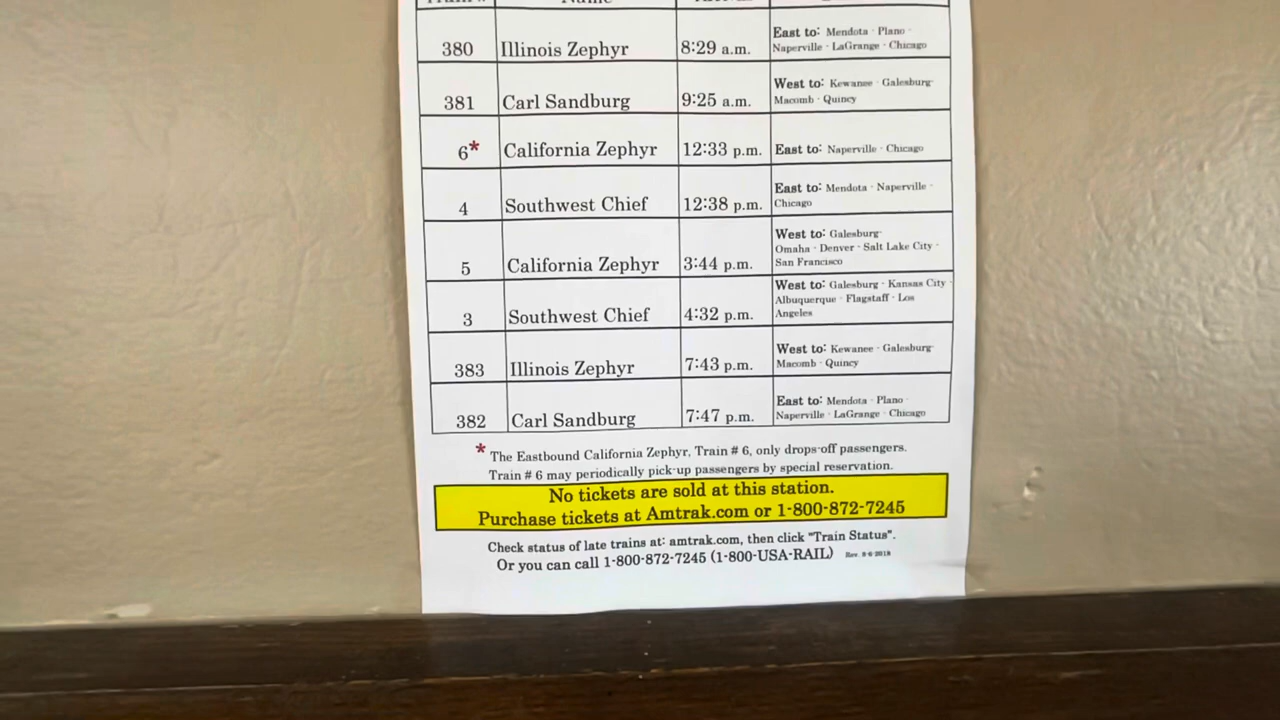 380 Illinois Zephyr 8:29 a.m. East to: Mendota · Plano ·
Naperville · LaGrange · Chicago
381 Carl Sandburg 9:25 a.m. West to: Kewanee · Galesburg·
Macomb · Quincy
6* California Zephyr 12:33 p.m. East to: Naperville · Chicago
4 Southwest Chief 12:38 p.m. East to: Mendota · Naperville ·
Chicago
5 California Zephyr 3:44 p.m. West to: Galesburg·
Omaha · Denver · Salt Lake City ·
San Francisco
3 Southwest Chief 4:32 p.m. West to: Galesburg · Kansas City ·
Albuquerque · Flagstaff · Los
Angeles
383 Illinois Zephyr 7:43 p.m. West to: Kewanee · Galesburg·
Macomb · Quincy
382 Carl Sandburg 7:47 p.m. East to: Mendota · Plano ·
Naperville · LaGrange · Chicago
* The Eastbound California Zephyr, Train # 6, only drops-off passengers.
Train # 6 may periodically pick-up passengers by special reservation.
No tickets are sold at this station.
Purchase tickets at Amtrak.com or 1-800-872-7245
Check status of late trains at: amtrak.com, then click "Train Status".
Or you can call 1-800-872-7245 (1-800-USA-RAIL) Rev.